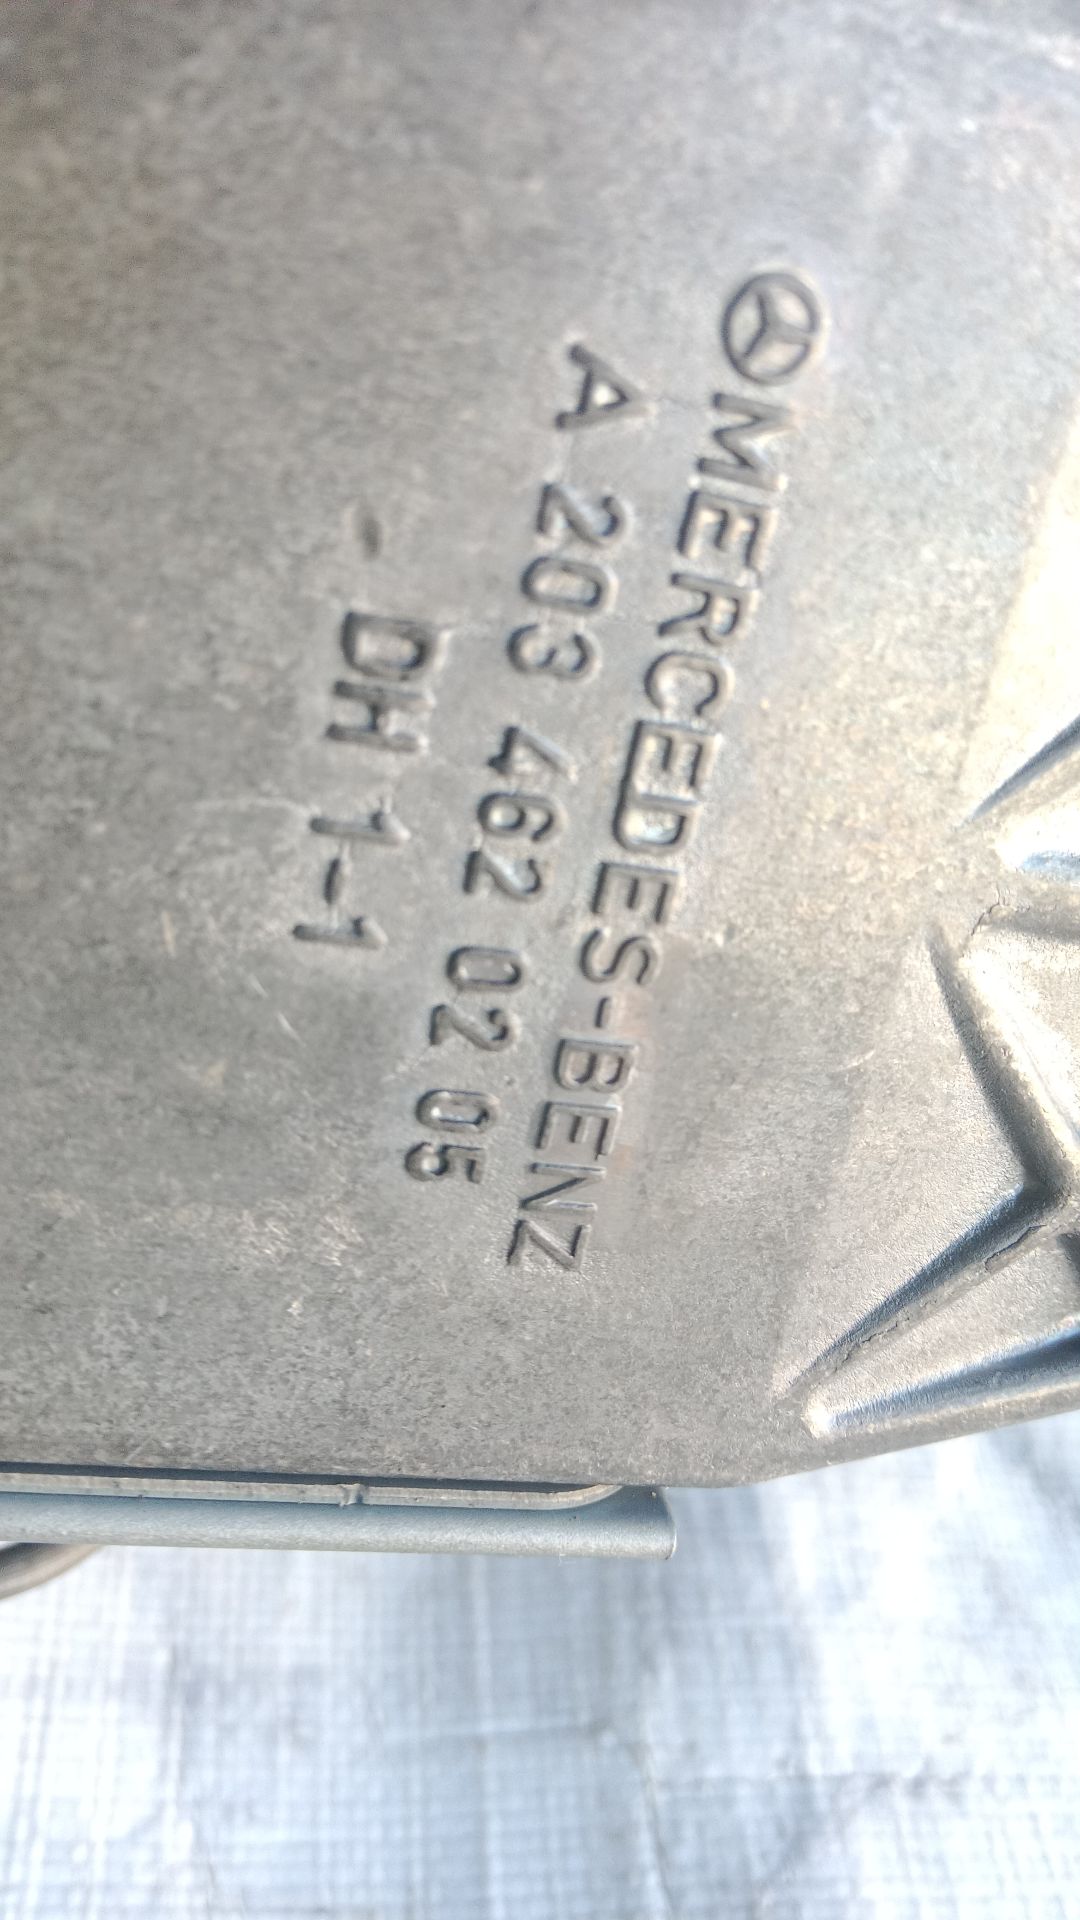 MERCEDES-BENZ
A 203 462 02 05
DH 1-1